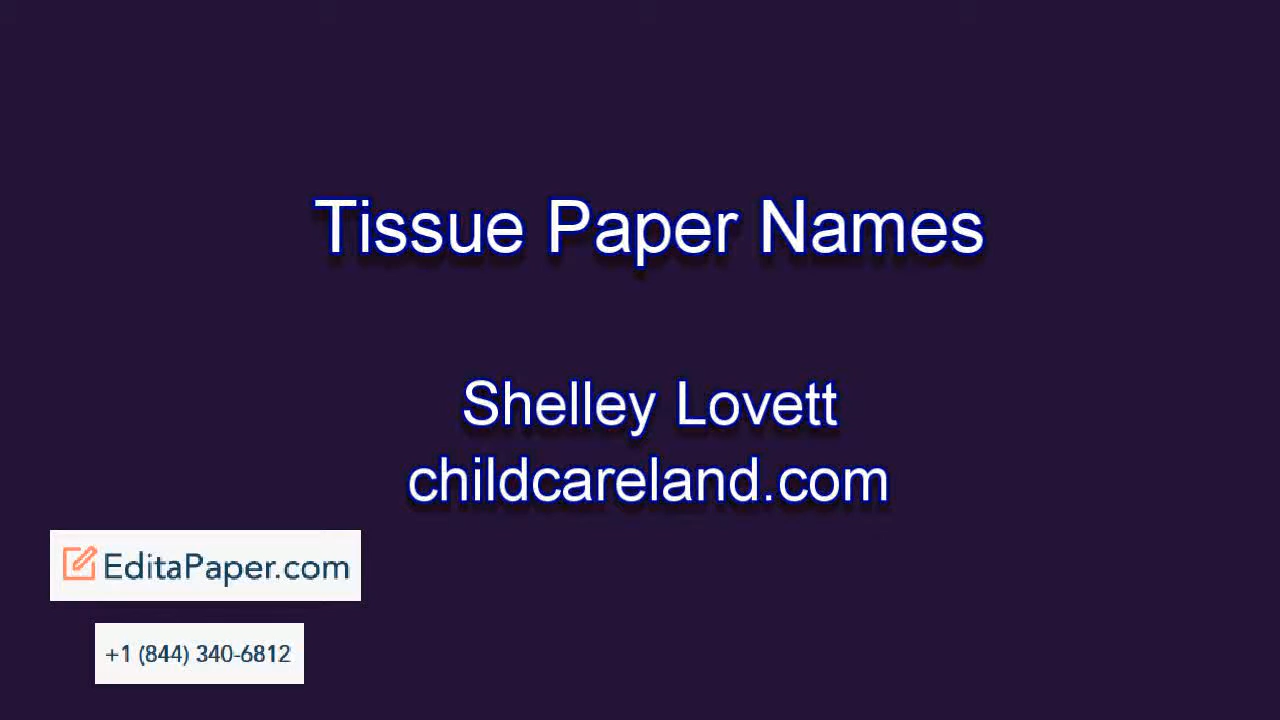 Tissue Paper Names
Shelley Lovett
childcareland.com
EditaPaper.com
+1 (844) 340-6812